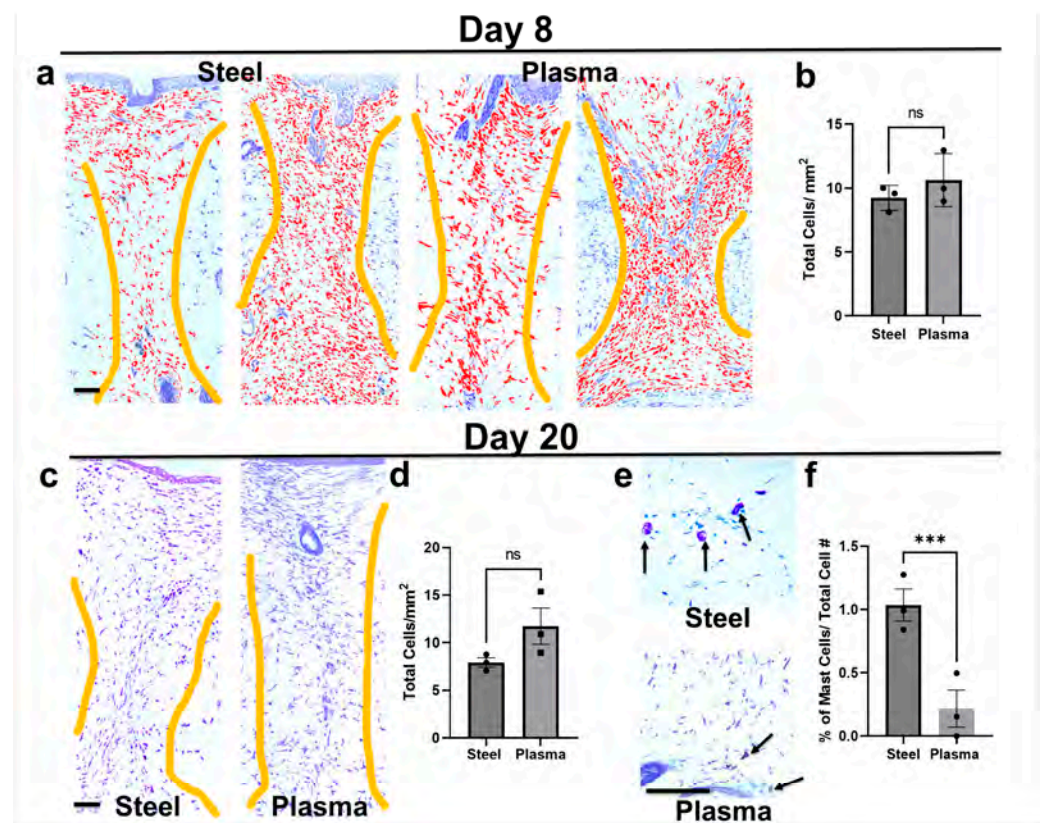 Day 8
a
Steel
Plasma
b
ns
Total Cells/ mm²
15
10
5
0
Steel
Plasma
Day 20
c
Steel
Plasma
d
ns
Total Cells/mm²
20
15
10
5
0
Steel
Plasma
e
Steel
Plasma
f
***
% of Mast Cells/ Total Cell #
1.5
1.0
0.5
0.0
Steel
Plasma